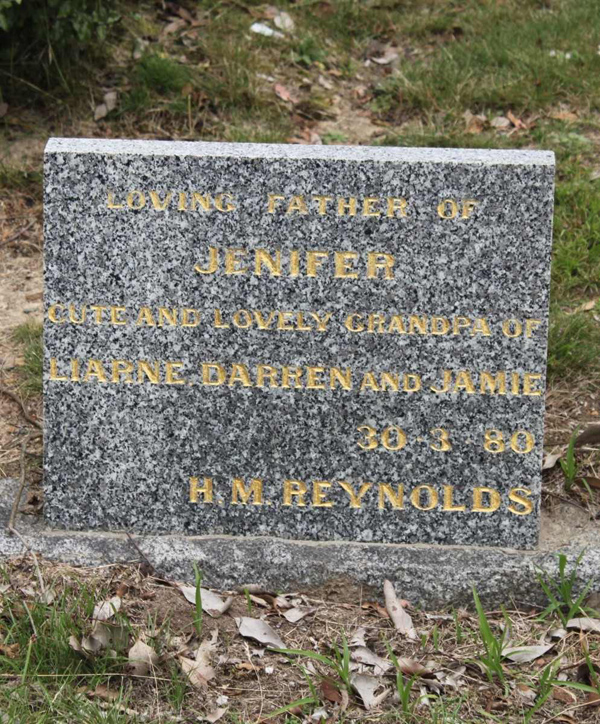 LOVING FATHER OF
JENIFER
CUTE AND LOVELY GRANDPA OF
LIARNE, DARREN AND JAMIE
30-3-80
H.M. REYNOLDS